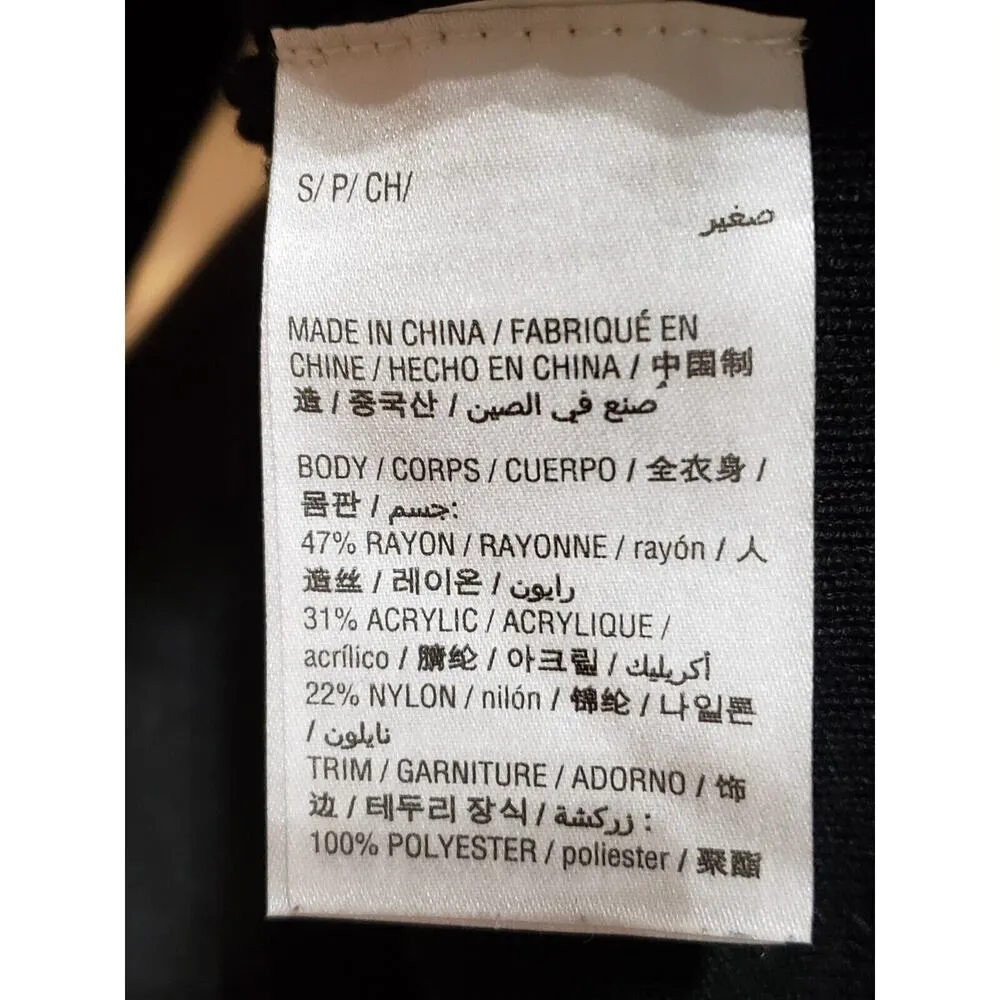 S/ P/ CH/
صغير
MADE IN CHINA / FABRIQUÉ EN
CHINE / HECHO EN CHINA / 中国制
造 / 중국산 / صنع في الصين
BODY / CORPS / CUERPO / 全衣身 /
몸판 / جسم:
47% RAYON / RAYONNE / rayón / 人
造丝 / 레이온 / رايون
31% ACRYLIC / ACRYLIQUE /
acrílico / 腈纶 / 아크릴 / أكريليك
22% NYLON / nilón / 锦纶 / 나일론
/ نايلون
TRIM / GARNITURE / ADORNO / 饰
边 / 테두리 장식 / زركشة :
100% POLYESTER / poliester / 聚酯